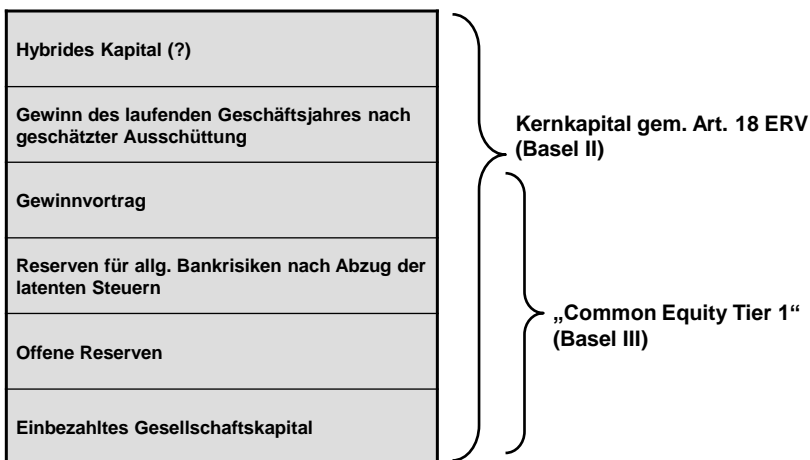 Hybrides Kapital (?)
Gewinn des laufenden Geschäftsjahres nach
geschätzter Ausschüttung
Gewinnvortrag
Reserven für allg. Bankrisiken nach Abzug der
latenten Steuern
Offene Reserven
Einbezahltes Gesellschaftskapital
Kernkapital gem. Art. 18 ERV
(Basel II)
„Common Equity Tier 1“
(Basel III)